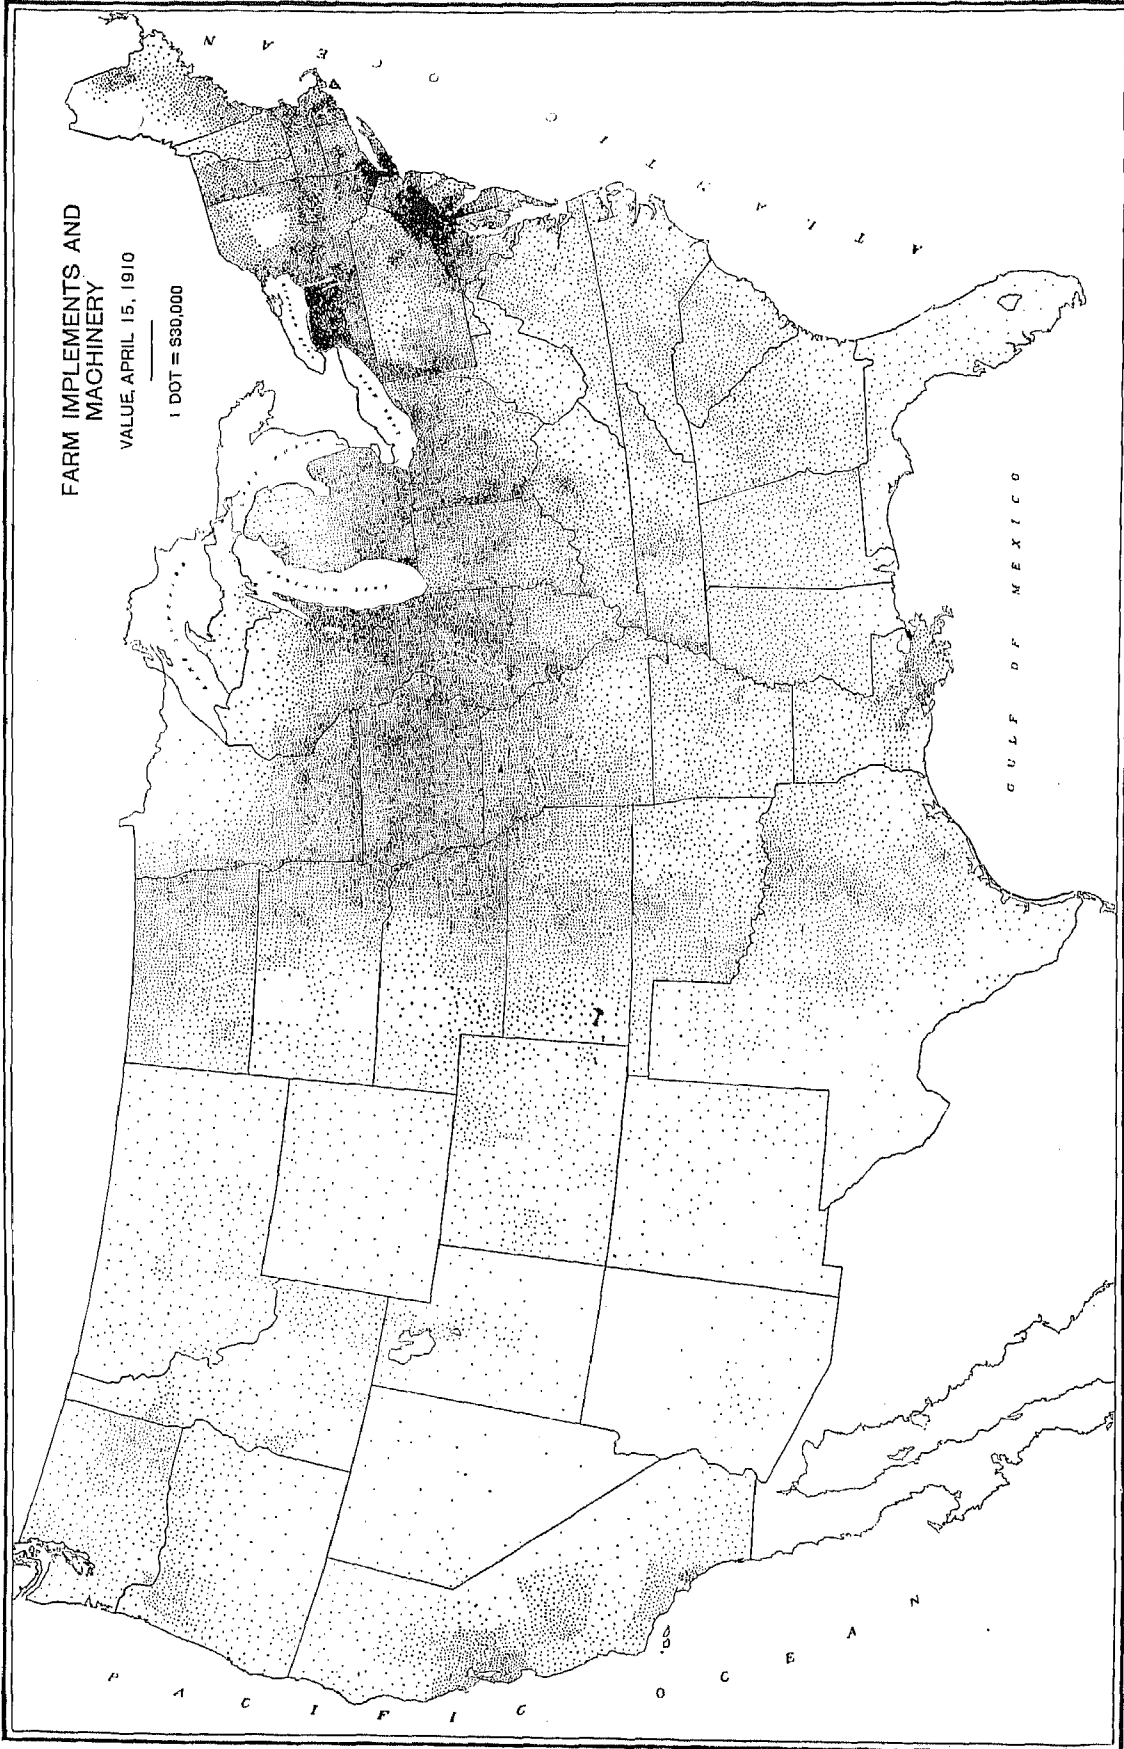 FARM IMPLEMENTS AND
MACHINERY
VALUE, APRIL 15, 1910
1 DOT = $30,000
PACIFIC OCEAN
ATLANTIC OCEAN
GULF OF MEXICO